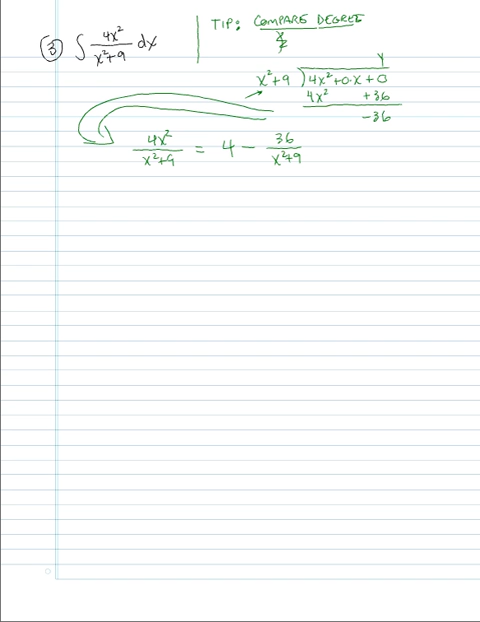 ③ ∫ 4x²/(x²+9) dx
TIP: COMPARE DEGREE
4
x²+9 ) 4x²+0·x+0
4x² +36
-36
4x²/(x²+9) = 4 - 36/(x²+9)